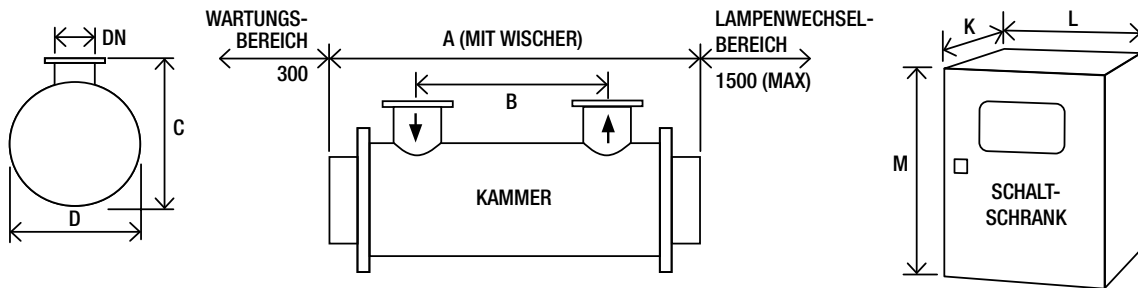 DN
C
D
WARTUNGS-
BEREICH
300
A (MIT WISCHER)
B
KAMMER
LAMPENWECHSEL-
BEREICH
1500 (MAX)
K
L
M
SCHALT-
SCHRANK